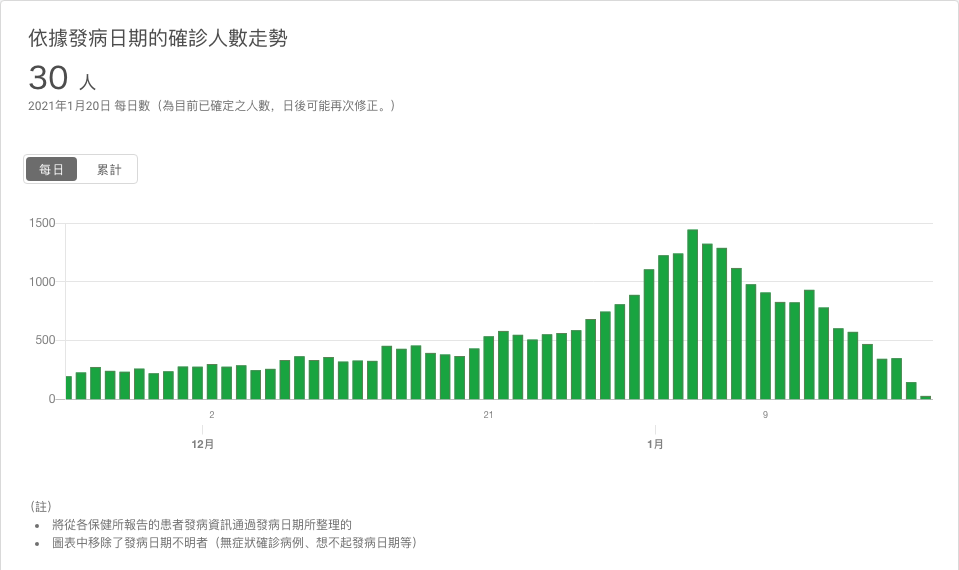 依據發病日期的確診人數走勢
30 人
2021年1月20日 每日數（為目前已確定之人數，日後可能再次修正。）
每日 累計
1500
1000
500
0
2 21 9
12月 1月
（註）
• 將從各保健所報告的患者發病資訊通過發病日期所整理的
• 圖表中移除了發病日期不明者（無症狀確診病例、想不起發病日期等）